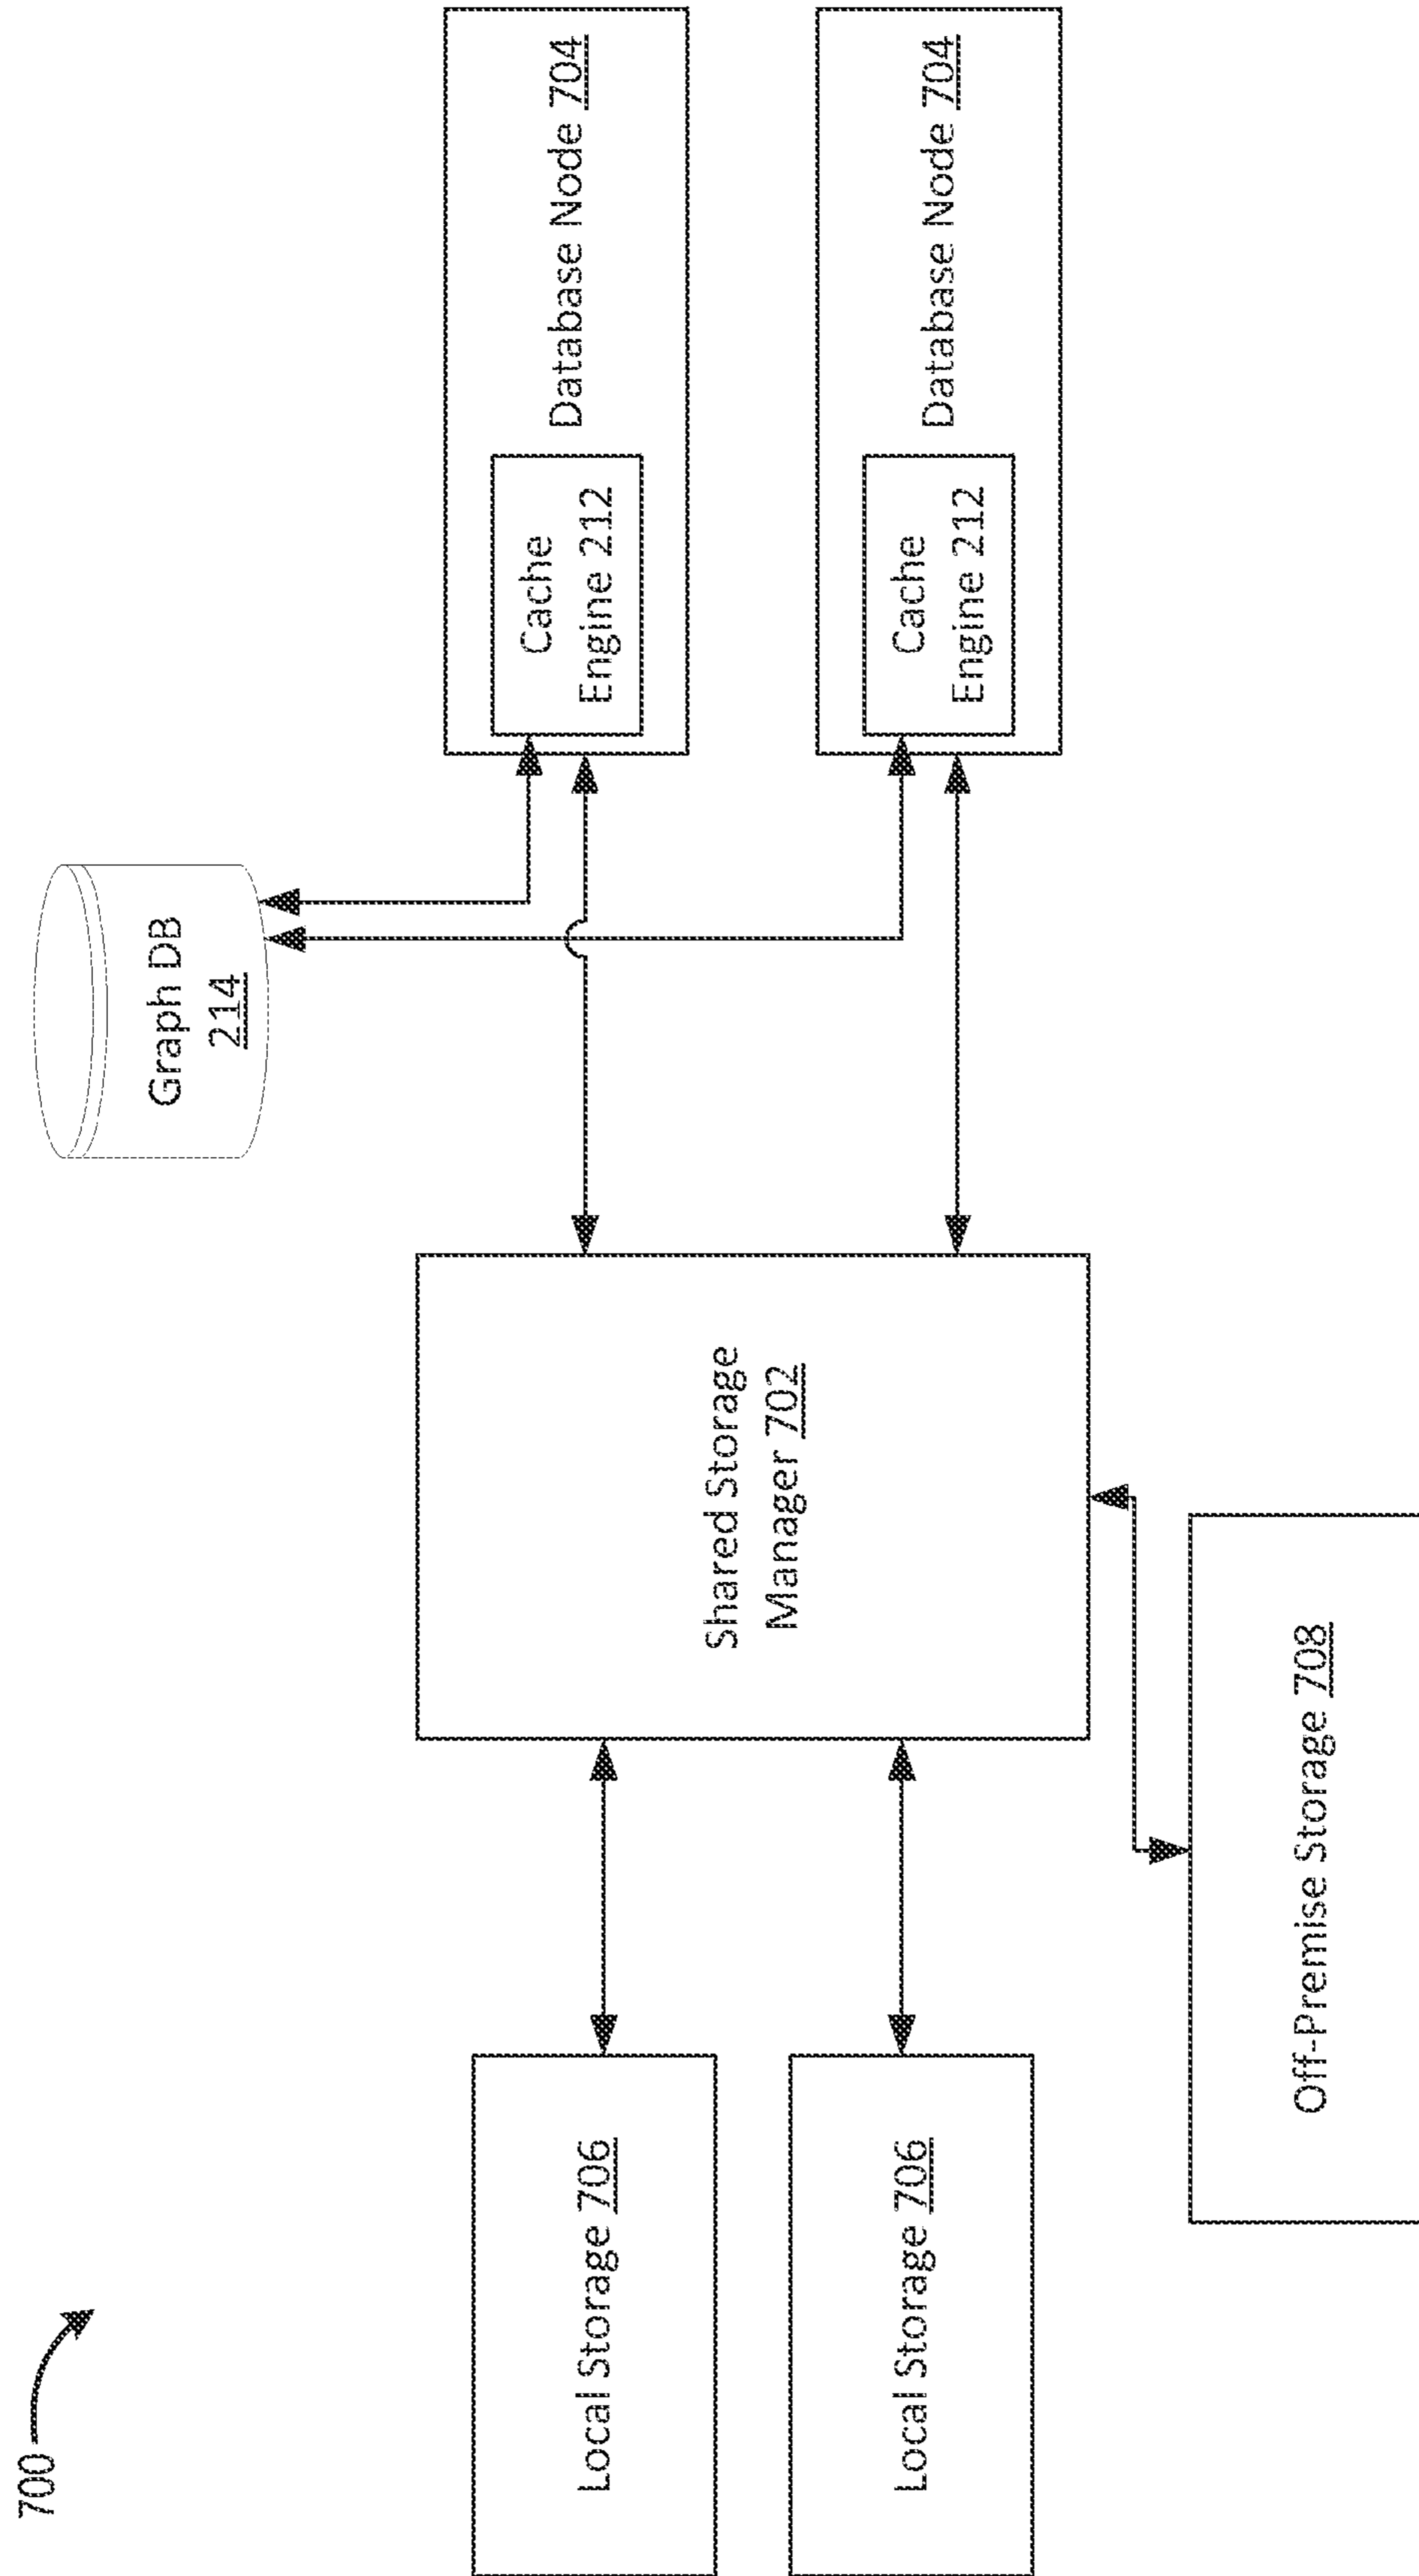 700
Graph DB
214
Local Storage 706
Shared Storage
Manager 702
Cache
Engine 212
Database Node 704
Local Storage 706
Cache
Engine 212
Database Node 704
Off-Premise Storage 708